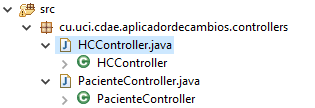 src
cu.uci.cdae.aplicadordecambios.controllers
HCController.java
HCController
PacienteController.java
PacienteController